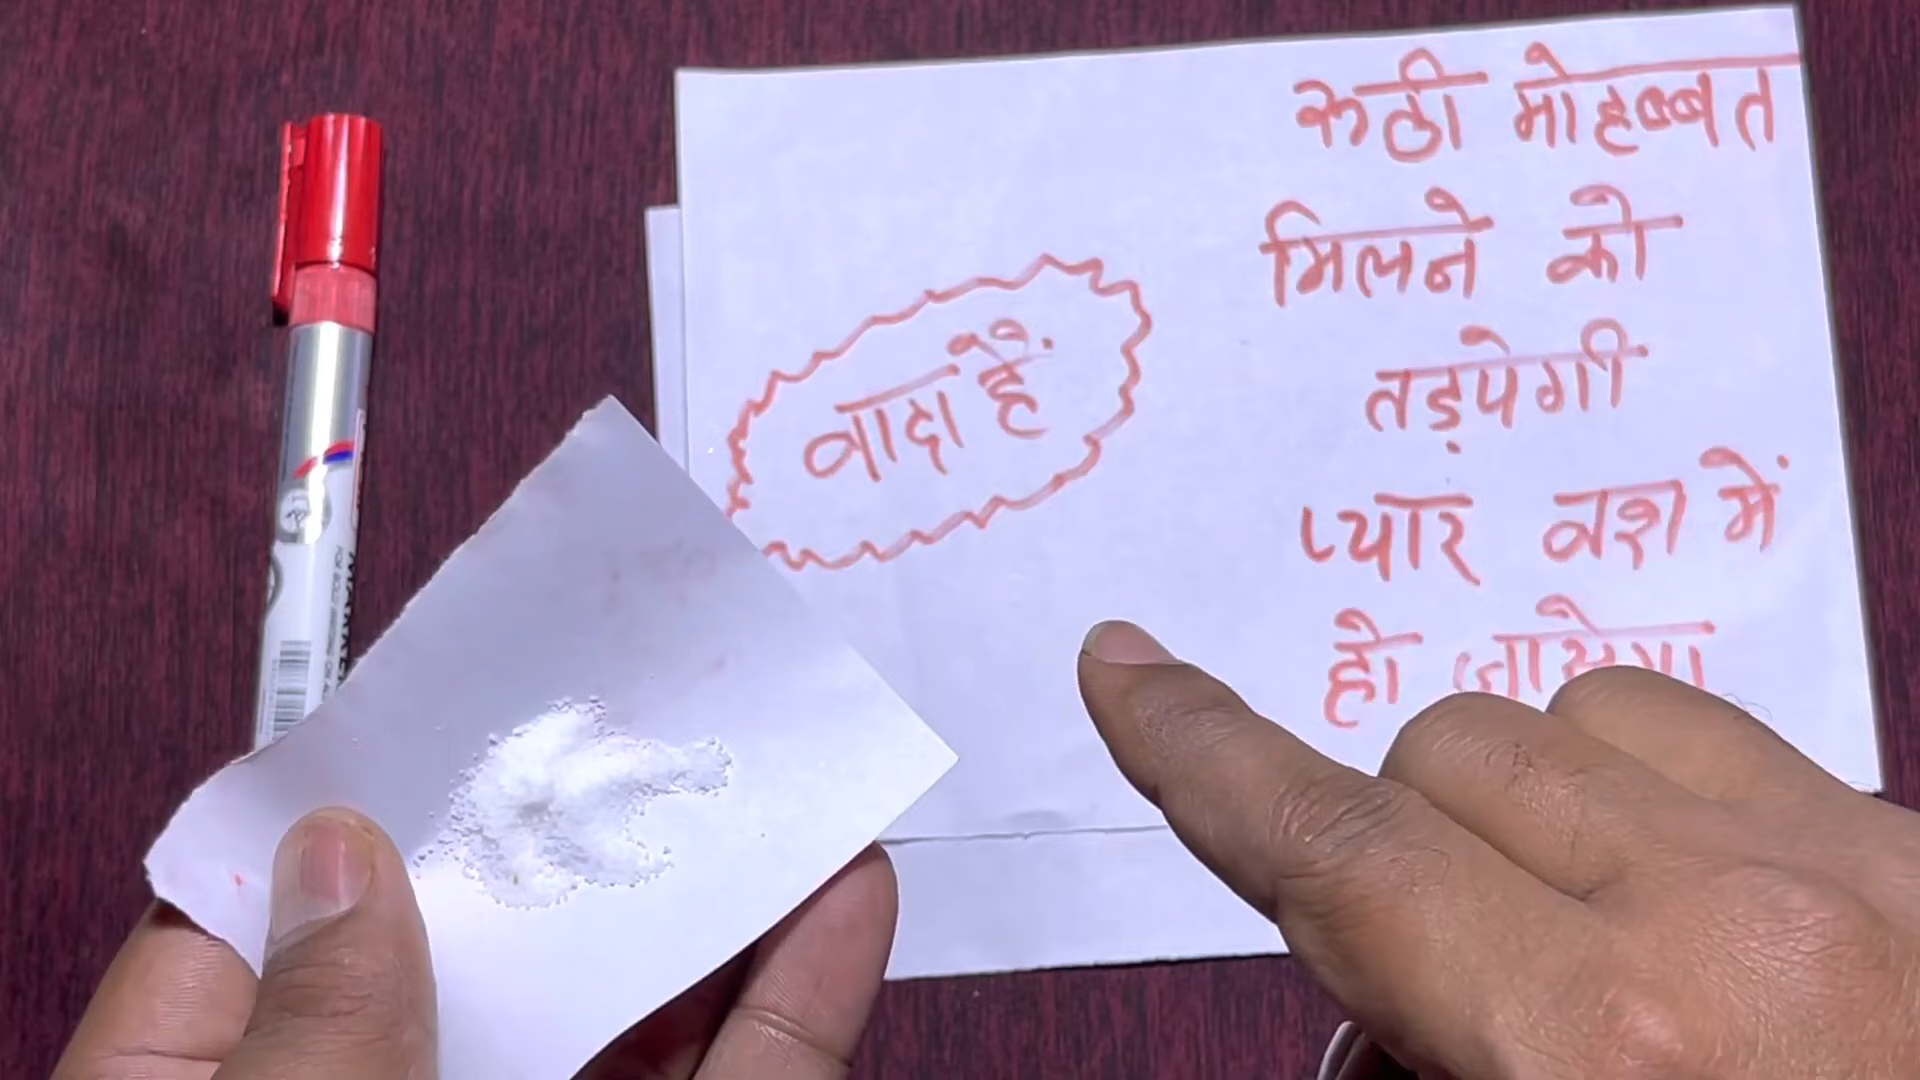 रूठी मोहब्बत
मिलने को
तड़पेगी
प्यार वश में
हो जायेगा
वादा हैं